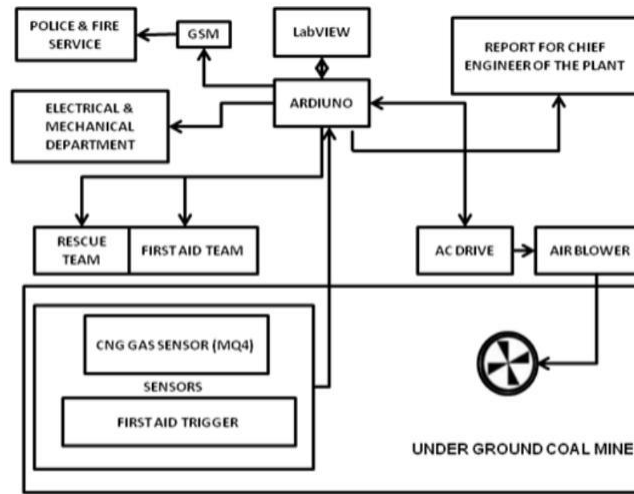 POLICE & FIRE
SERVICE
GSM
LabVIEW
REPORT FOR CHIEF
ENGINEER OF THE PLANT
ARDIUNO
ELECTRICAL &
MECHANICAL
DEPARTMENT
RESCUE
TEAM
FIRST AID TEAM
AC DRIVE
AIR BLOWER
CNG GAS SENSOR (MQ4)
SENSORS
FIRST AID TRIGGER
UNDER GROUND COAL MINE